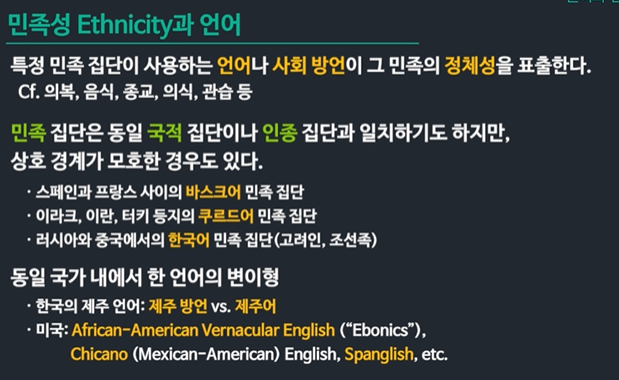 민족성 Ethnicity과 언어
특정 민족 집단이 사용하는 언어나 사회 방언이 그 민족의 정체성을 표출한다.
Cf. 의복, 음식, 종교, 의식, 관습 등
민족 집단은 동일 국적 집단이나 인종 집단과 일치하기도 하지만,
상호 경계가 모호한 경우도 있다.
· 스페인과 프랑스 사이의 바스크어 민족 집단
· 이라크, 이란, 터키 등지의 쿠르드어 민족 집단
· 러시아와 중국에서의 한국어 민족 집단(고려인, 조선족)
동일 국가 내에서 한 언어의 변이형
· 한국의 제주 언어: 제주 방언 vs. 제주어
· 미국: African-American Vernacular English (“Ebonics”),
Chicano (Mexican-American) English, Spanglish, etc.